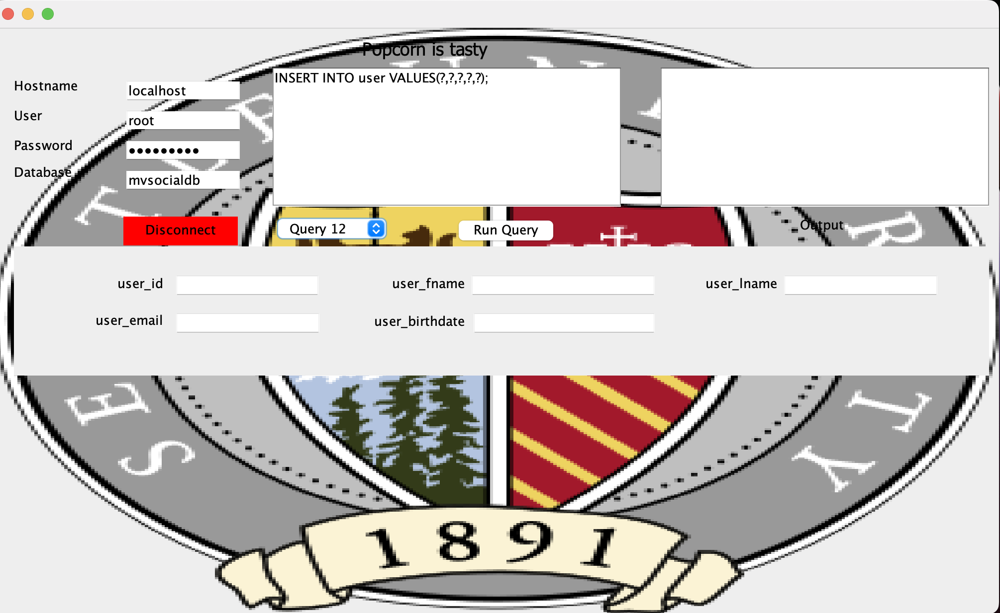 Popcorn is tasty
Hostname
localhost
User
root
Password
•••••••••
Database
mvsocialdb
INSERT INTO user VALUES(?,?,?,?,?);
Disconnect
Query 12
Run Query
Output
user_id
user_fname
user_lname
user_email
user_birthdate
1891